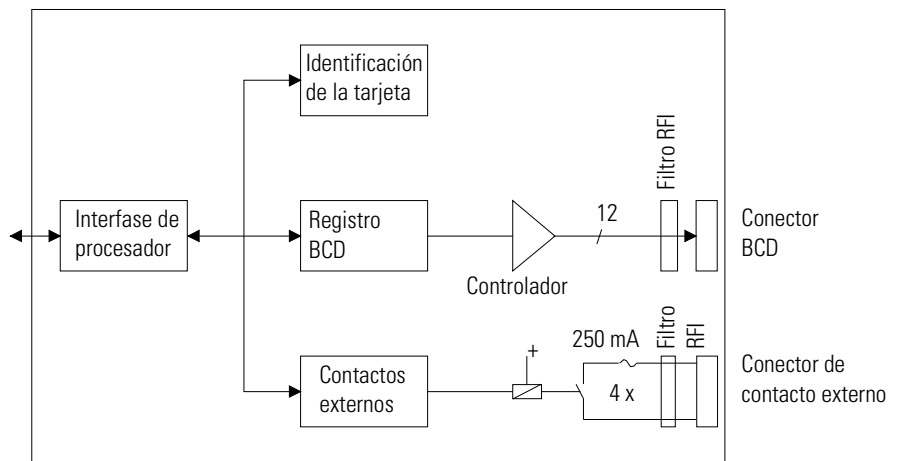 Identificación
de la tarjeta
Interfase de
procesador
Registro
BCD
Controlador
12
Filtro RFI
Conector
BCD
Contactos
externos
+
250 mA
4 x
Filtro
RFI
Conector de
contacto externo